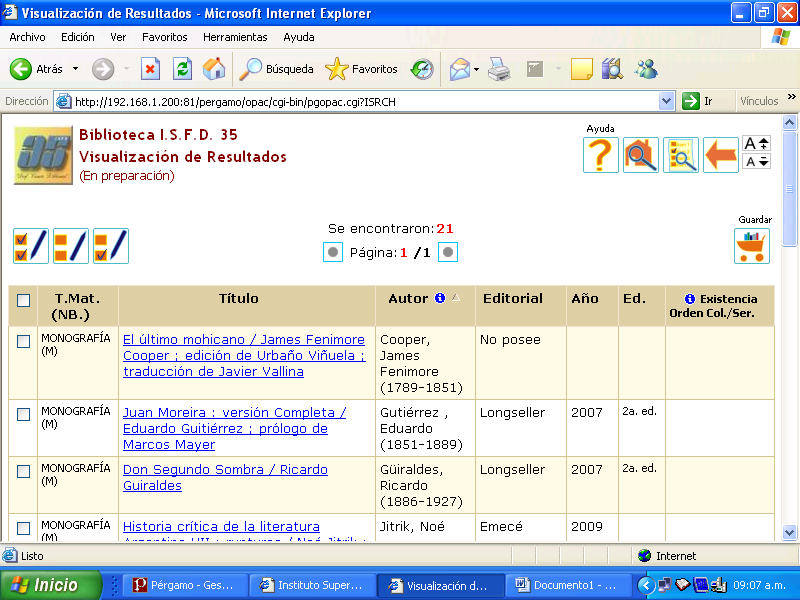 Visualización de Resultados - Microsoft Internet Explorer
Archivo Edición Ver Favoritos Herramientas Ayuda
Atrás Búsqueda Favoritos
Dirección http://192.168.1.200:81/pergamo/opac/cgi-bin/pgopac.cgi?ISRCH Ir Vínculos »
35
Biblioteca I.S.F.D. 35
Visualización de Resultados
(En preparación)
Ayuda
?
A
A
Se encontraron:21
Página:1 /1
Guardar
T.Mat. (NB.) Título Autor Editorial Año Ed. Existencia
Orden Col./Ser.
MONOGRAFÍA (M)
El último mohicano / James Fenimore
Cooper ; edición de Urbaño Viñuela ;
traducción de Javier Vallina
Cooper,
James
Fenimore
(1789-1851)
No posee
MONOGRAFÍA (M)
Juan Moreira : versión Completa /
Eduardo Guitiérrez ; prólogo de
Marcos Mayer
Gutiérrez ,
Eduardo
(1851-1889)
Longseller
2007
2a. ed.
MONOGRAFÍA (M)
Don Segundo Sombra / Ricardo
Guiraldes
Güiraldes,
Ricardo
(1886-1927)
Longseller
2007
2a. ed.
MONOGRAFÍA (M)
Historia crítica de la literatura
Jitrik, Noé
Emecé
2009
Listo Internet
Inicio Pérgamo - Ges... Instituto Super... Visualización d... Documento1 - ... 09:07 a.m.